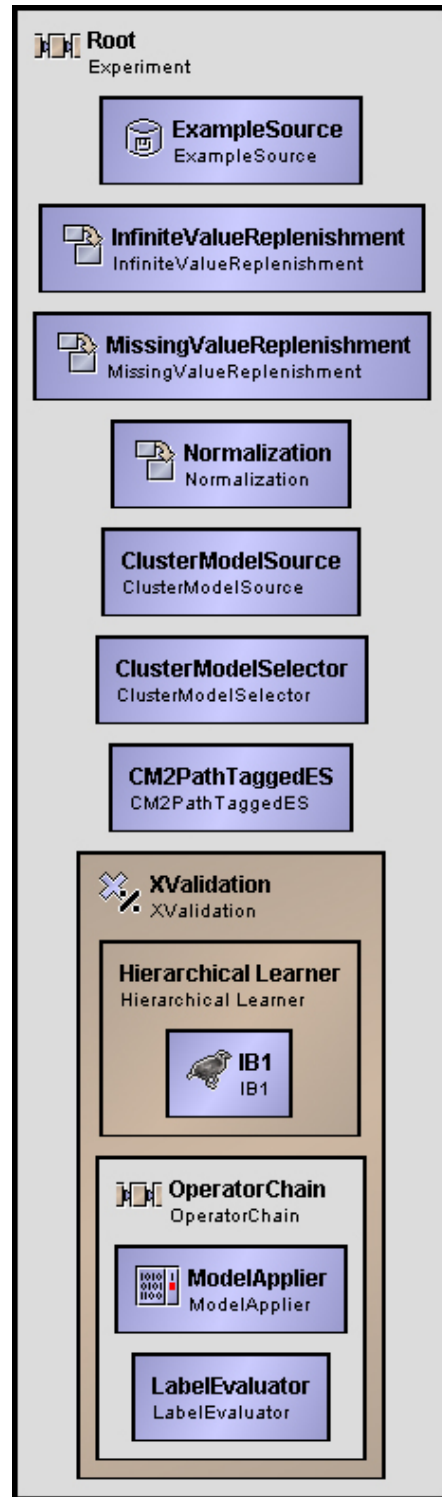 Root
Experiment
ExampleSource
ExampleSource
InfiniteValueReplenishment
InfiniteValueReplenishment
MissingValueReplenishment
MissingValueReplenishment
Normalization
Normalization
ClusterModelSource
ClusterModelSource
ClusterModelSelector
ClusterModelSelector
CM2PathTaggedES
CM2PathTaggedES
XValidation
XValidation
Hierarchical Learner
Hierarchical Learner
IB1
IB1
OperatorChain
OperatorChain
ModelApplier
ModelApplier
LabelEvaluator
LabelEvaluator